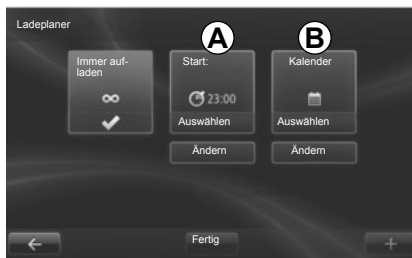 Ladeplaner
A
B
Immer auf-
laden
Start:
23:00
Auswählen
Kalender
Auswählen
Ändern
Ändern
Fertig